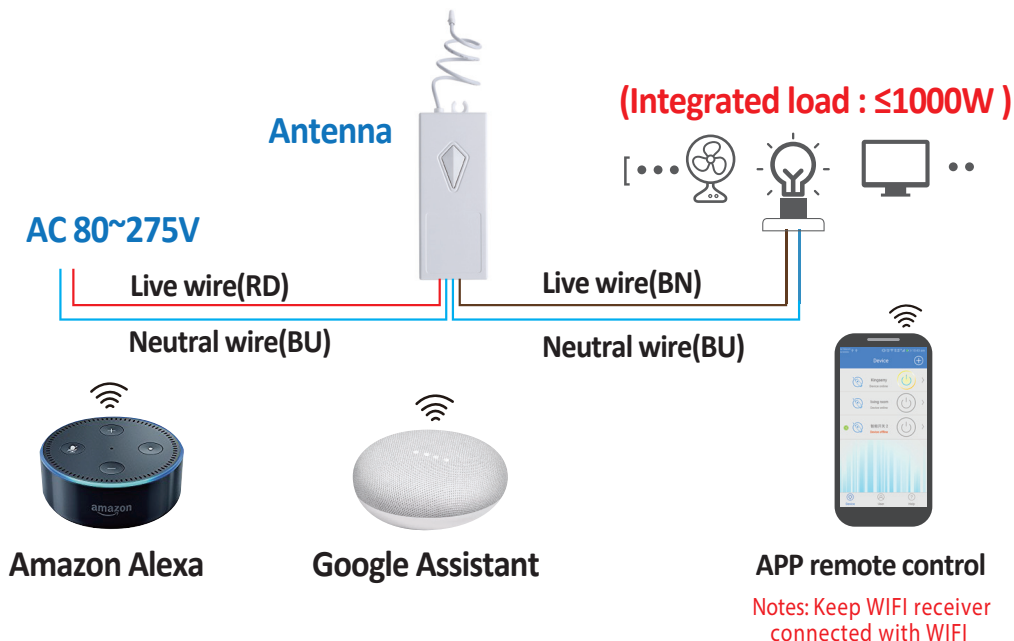 (Integrated load : ≤1000W )
Antenna
AC 80~275V
Live wire(RD)
Live wire(BN)
Neutral wire(BU)
Neutral wire(BU)
Device
amazon
Amazon Alexa
Google Assistant
APP remote control
Notes: Keep WIFI receiver
connected with WIFI